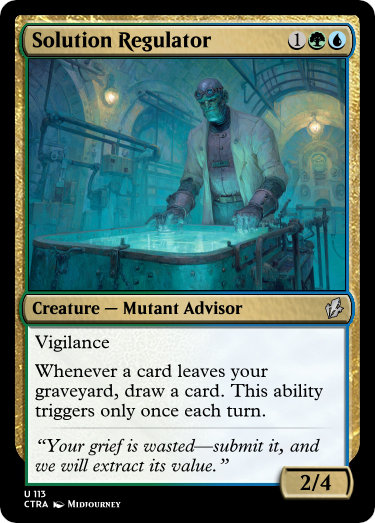 Solution Regulator 1
Creature — Mutant Advisor
Vigilance
Whenever a card leaves your
graveyard, draw a card. This ability
triggers only once each turn.
“Your grief is wasted—submit it, and
we will extract its value.”
2/4
U 113
CTRA Midjourney